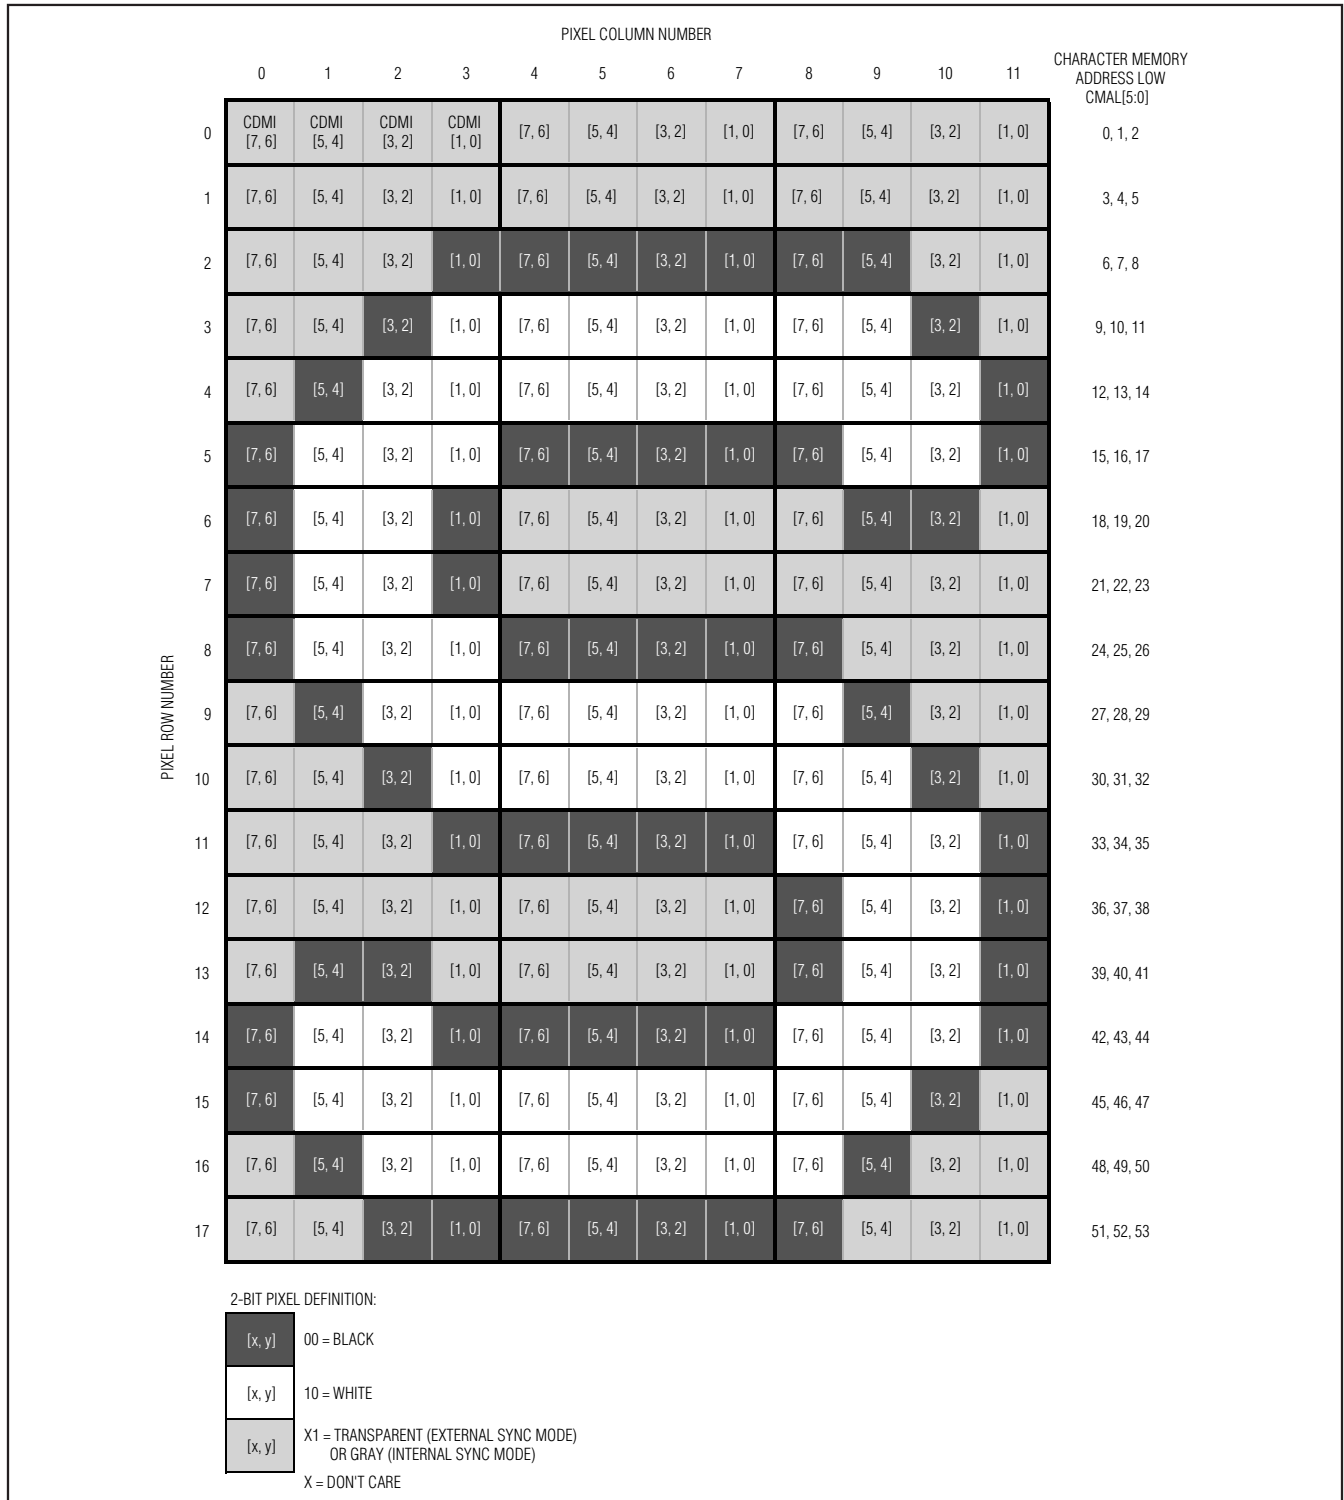 PIXEL COLUMN NUMBER
0 1 2 3 4 5 6 7 8 9 10 11
CHARACTER MEMORY
ADDRESS LOW
CMAL[5:0]
0 CDMI [7, 6] CDMI [5, 4] CDMI [3, 2] CDMI [1, 0] [7, 6] [5, 4] [3, 2] [1, 0] [7, 6] [5, 4] [3, 2] [1, 0] 0, 1, 2
1 [7, 6] [5, 4] [3, 2] [1, 0] [7, 6] [5, 4] [3, 2] [1, 0] [7, 6] [5, 4] [3, 2] [1, 0] 3, 4, 5
2 [7, 6] [5, 4] [3, 2] [1, 0] [7, 6] [5, 4] [3, 2] [1, 0] [7, 6] [5, 4] [3, 2] [1, 0] 6, 7, 8
3 [7, 6] [5, 4] [3, 2] [1, 0] [7, 6] [5, 4] [3, 2] [1, 0] [7, 6] [5, 4] [3, 2] [1, 0] 9, 10, 11
4 [7, 6] [5, 4] [3, 2] [1, 0] [7, 6] [5, 4] [3, 2] [1, 0] [7, 6] [5, 4] [3, 2] [1, 0] 12, 13, 14
5 [7, 6] [5, 4] [3, 2] [1, 0] [7, 6] [5, 4] [3, 2] [1, 0] [7, 6] [5, 4] [3, 2] [1, 0] 15, 16, 17
6 [7, 6] [5, 4] [3, 2] [1, 0] [7, 6] [5, 4] [3, 2] [1, 0] [7, 6] [5, 4] [3, 2] [1, 0] 18, 19, 20
7 [7, 6] [5, 4] [3, 2] [1, 0] [7, 6] [5, 4] [3, 2] [1, 0] [7, 6] [5, 4] [3, 2] [1, 0] 21, 22, 23
8 [7, 6] [5, 4] [3, 2] [1, 0] [7, 6] [5, 4] [3, 2] [1, 0] [7, 6] [5, 4] [3, 2] [1, 0] 24, 25, 26
PIXEL ROW NUMBER
9 [7, 6] [5, 4] [3, 2] [1, 0] [7, 6] [5, 4] [3, 2] [1, 0] [7, 6] [5, 4] [3, 2] [1, 0] 27, 28, 29
10 [7, 6] [5, 4] [3, 2] [1, 0] [7, 6] [5, 4] [3, 2] [1, 0] [7, 6] [5, 4] [3, 2] [1, 0] 30, 31, 32
11 [7, 6] [5, 4] [3, 2] [1, 0] [7, 6] [5, 4] [3, 2] [1, 0] [7, 6] [5, 4] [3, 2] [1, 0] 33, 34, 35
12 [7, 6] [5, 4] [3, 2] [1, 0] [7, 6] [5, 4] [3, 2] [1, 0] [7, 6] [5, 4] [3, 2] [1, 0] 36, 37, 38
13 [7, 6] [5, 4] [3, 2] [1, 0] [7, 6] [5, 4] [3, 2] [1, 0] [7, 6] [5, 4] [3, 2] [1, 0] 39, 40, 41
14 [7, 6] [5, 4] [3, 2] [1, 0] [7, 6] [5, 4] [3, 2] [1, 0] [7, 6] [5, 4] [3, 2] [1, 0] 42, 43, 44
15 [7, 6] [5, 4] [3, 2] [1, 0] [7, 6] [5, 4] [3, 2] [1, 0] [7, 6] [5, 4] [3, 2] [1, 0] 45, 46, 47
16 [7, 6] [5, 4] [3, 2] [1, 0] [7, 6] [5, 4] [3, 2] [1, 0] [7, 6] [5, 4] [3, 2] [1, 0] 48, 49, 50
17 [7, 6] [5, 4] [3, 2] [1, 0] [7, 6] [5, 4] [3, 2] [1, 0] [7, 6] [5, 4] [3, 2] [1, 0] 51, 52, 53
2-BIT PIXEL DEFINITION:
[x, y] 00 = BLACK
[x, y] 10 = WHITE
[x, y] X1 = TRANSPARENT (EXTERNAL SYNC MODE)
OR GRAY (INTERNAL SYNC MODE)
X = DON'T CARE